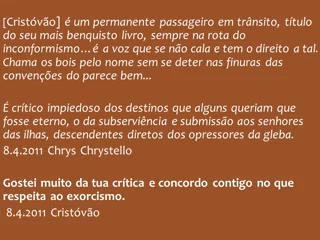 [Cristóvão] é um permanente passageiro em trânsito, título
do seu mais benquisto livro, sempre na rota do
inconformismo…é a voz que se não cala e tem o direito a tal.
Chama os bois pelo nome sem se deter nas finuras das
convenções do parece bem...
É crítico impiedoso dos destinos que alguns queriam que
fosse eterno, o da subserviência e submissão aos senhores
das ilhas, descendentes diretos dos opressores da gleba.
8.4.2011 Chrys Chrystello
Gostei muito da tua crítica e concordo contigo no que
respeita ao exorcismo.
8.4.2011 Cristóvão